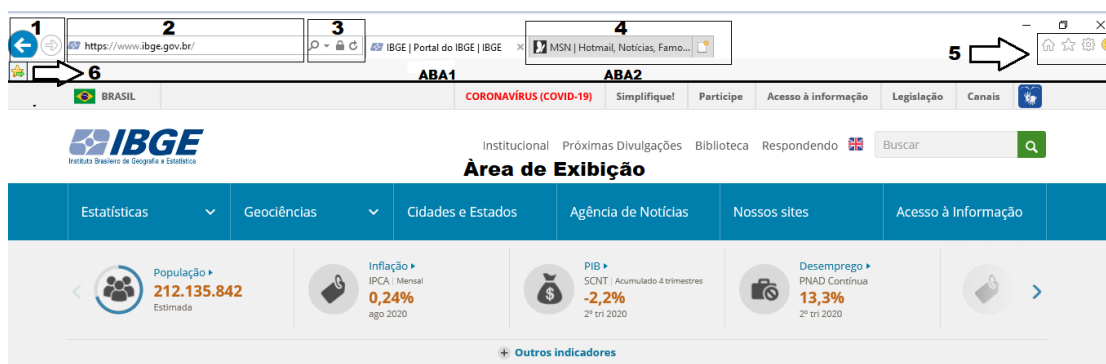 1
2
3
4
https://www.ibge.gov.br/
IBGE | Portal do IBGE | IBGE
MSN | Hotmail, Notícias, Famo...
5
6
ABA1
ABA2
BRASIL
CORONAVÍRUS (COVID-19)
Simplifique!
Participe
Acesso à informação
Legislação
Canais
IBGE
Instituto Brasileiro de Geografia e Estatística
Institucional
Próximas Divulgações
Biblioteca
Respondendo
Buscar
Àrea de Exibição
Estatísticas
Geociências
Cidades e Estados
Agência de Notícias
Nossos sites
Acesso à Informação
População
212.135.842
Estimada
Inflação
IPCA | Mensal
0,24%
ago 2020
PIB
SCNT | Acumulado 4 trimestres
-2,2%
2º tri 2020
Desemprego
PNAD Contínua
13,3%
2º tri 2020
Outros indicadores